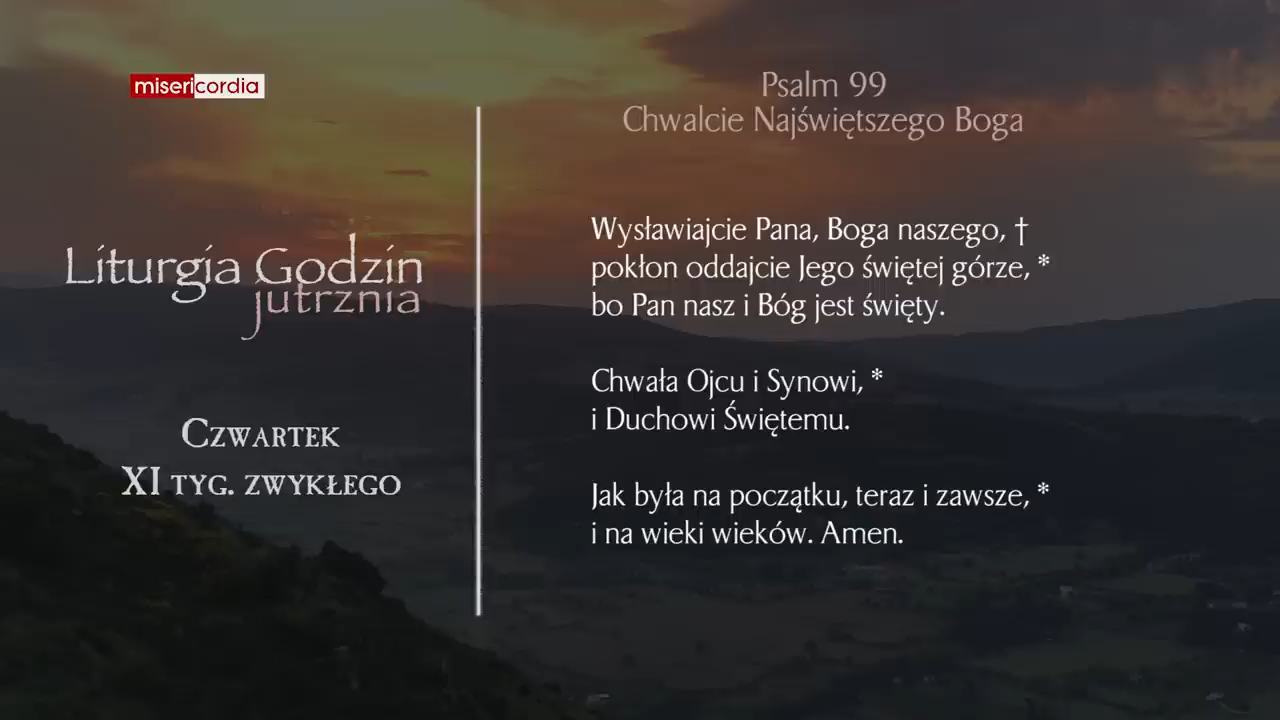 misericordia
Liturgia Godzin
jutrznia
Czwartek
XI tyg. zwykłego
Psalm 99
Chwalcie Najświętszego Boga
Wysławiajcie Pana, Boga naszego, †
pokłon oddajcie Jego świętej górze, *
bo Pan nasz i Bóg jest święty.
Chwała Ojcu i Synowi, *
i Duchowi Świętemu.
Jak była na początku, teraz i zawsze, *
i na wieki wieków. Amen.